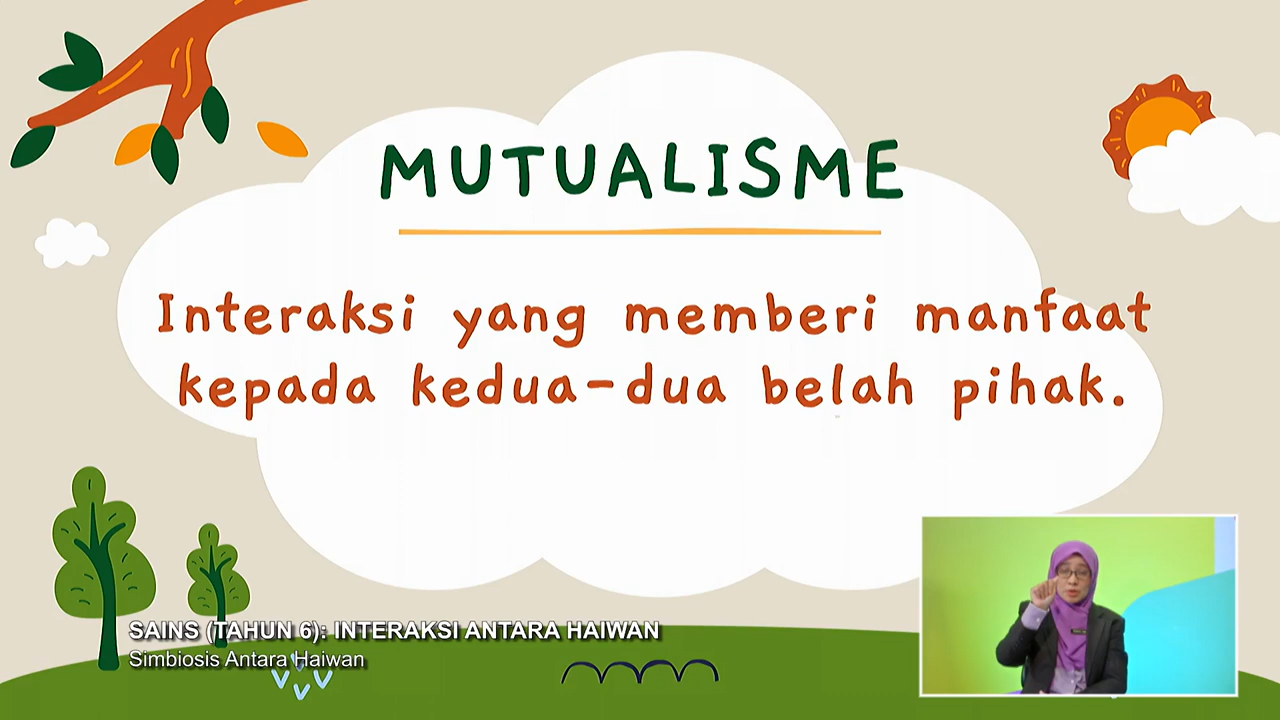 MUTUALISME
Interaksi yang memberi manfaat
kepada kedua-dua belah pihak.
SAINS (TAHUN 6): INTERAKSI ANTARA HAIWAN
Simbiosis Antara Haiwan